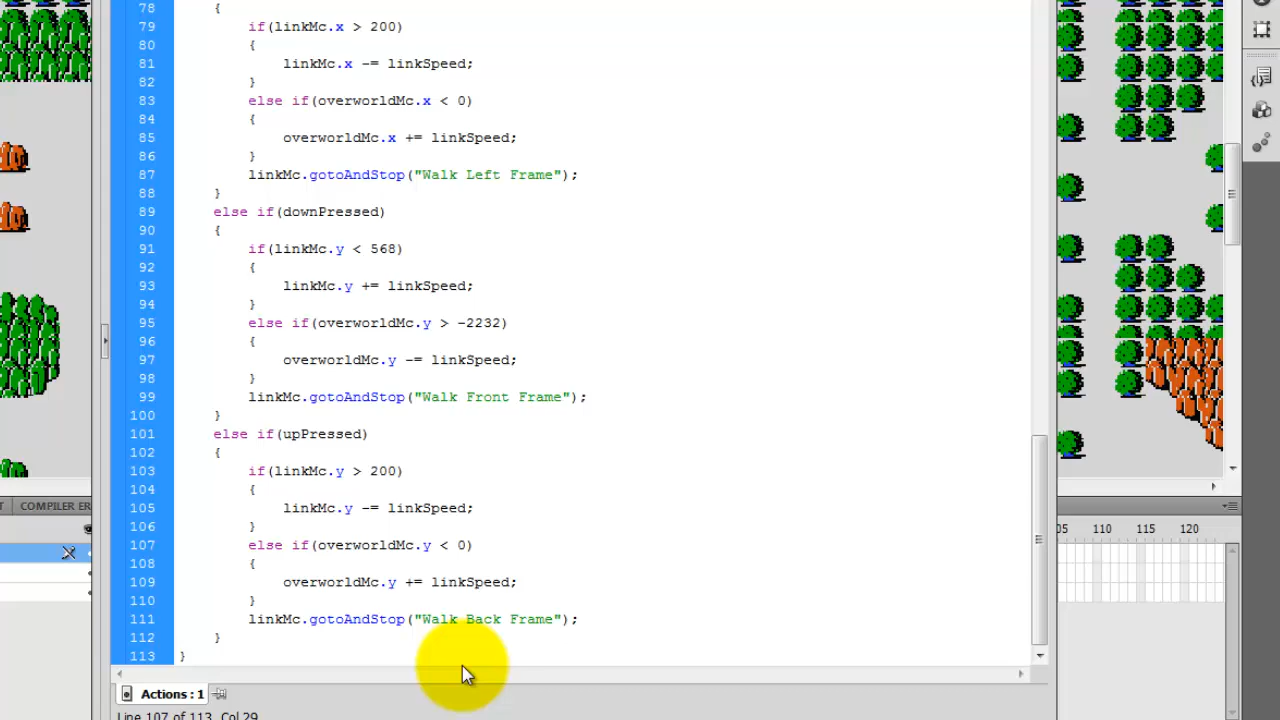 78 {
79 if(linkMc.x > 200)
80 {
81 linkMc.x -= linkSpeed;
82 }
83 else if(overworldMc.x < 0)
84 {
85 overworldMc.x += linkSpeed;
86 }
87 linkMc.gotoAndStop("Walk Left Frame");
88 }
89 else if(downPressed)
90 {
91 if(linkMc.y < 568)
92 {
93 linkMc.y += linkSpeed;
94 }
95 else if(overworldMc.y > -2232)
96 {
97 overworldMc.y -= linkSpeed;
98 }
99 linkMc.gotoAndStop("Walk Front Frame");
100 }
101 else if(upPressed)
102 {
103 if(linkMc.y > 200)
104 {
105 linkMc.y -= linkSpeed;
106 }
107 else if(overworldMc.y < 0)
108 {
109 overworldMc.y += linkSpeed;
110 }
111 linkMc.gotoAndStop("Walk Back Frame");
112 }
113 }
T COMPILER ER
05 110 115 120
Actions : 1
Line 107 of 113, Col 29